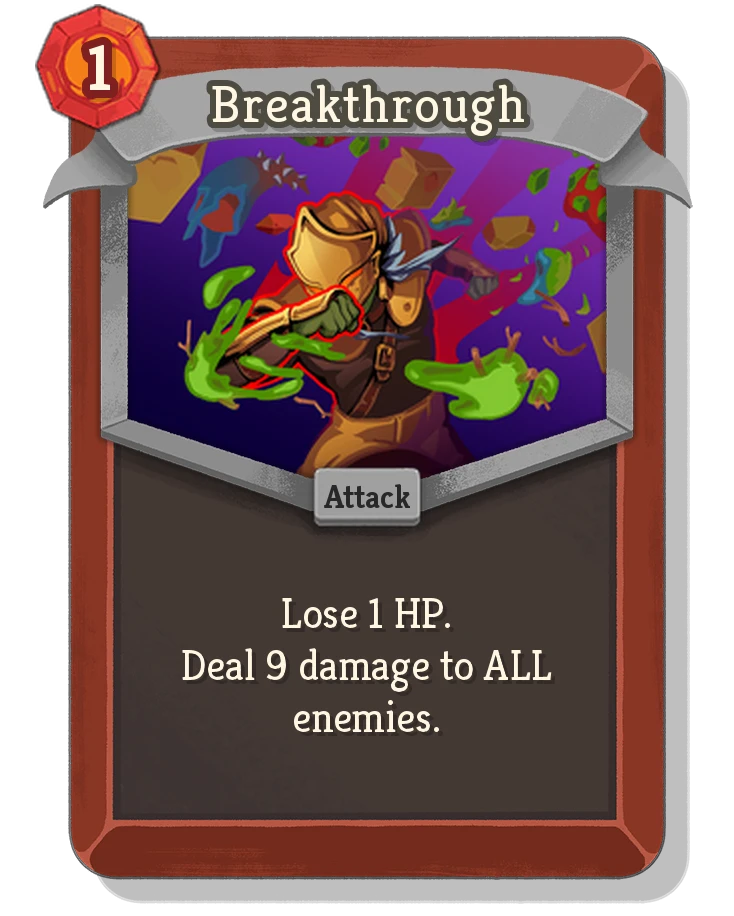 1
Breakthrough
Attack
Lose 1 HP.
Deal 9 damage to ALL
enemies.